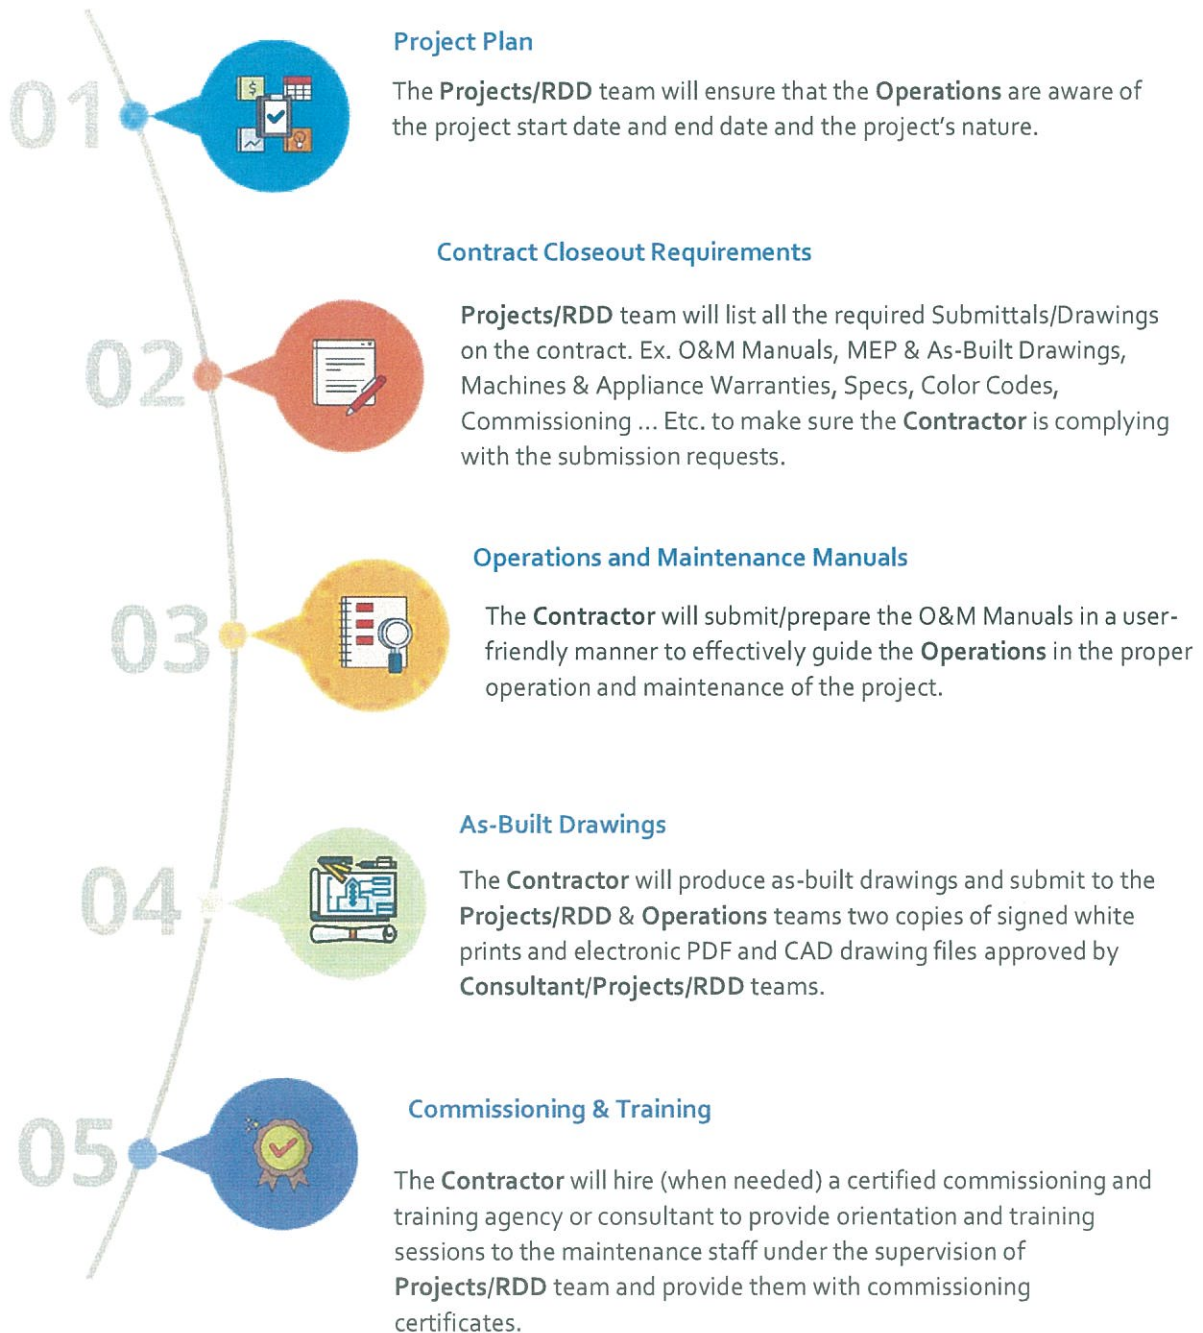 01
Project Plan
The Projects/RDD team will ensure that the Operations are aware of
the project start date and end date and the project's nature.
02
Contract Closeout Requirements
Projects/RDD team will list all the required Submittals/Drawings
on the contract. Ex. O&M Manuals, MEP & As-Built Drawings,
Machines & Appliance Warranties, Specs, Color Codes,
Commissioning ... Etc. to make sure the Contractor is complying
with the submission requests.
03
Operations and Maintenance Manuals
The Contractor will submit/prepare the O&M Manuals in a user-
friendly manner to effectively guide the Operations in the proper
operation and maintenance of the project.
04
As-Built Drawings
The Contractor will produce as-built drawings and submit to the
Projects/RDD & Operations teams two copies of signed white
prints and electronic PDF and CAD drawing files approved by
Consultant/Projects/RDD teams.
05
Commissioning & Training
The Contractor will hire (when needed) a certified commissioning and
training agency or consultant to provide orientation and training
sessions to the maintenance staff under the supervision of
Projects/RDD team and provide them with commissioning
certificates.